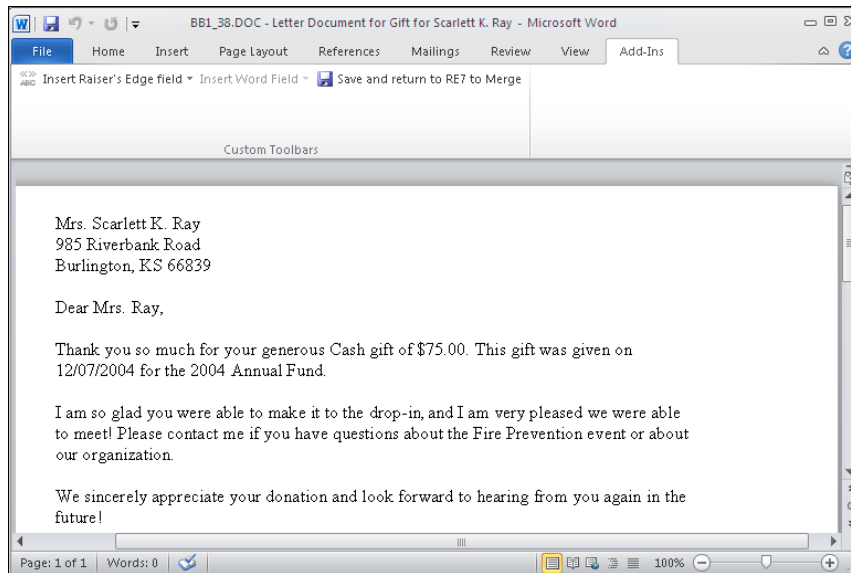 BB1_38.DOC - Letter Document for Gift for Scarlett K. Ray - Microsoft Word
File Home Insert Page Layout References Mailings Review View Add-Ins
ABC Insert Raiser's Edge field Insert Word Field Save and return to RE7 to Merge
Custom Toolbars
Mrs. Scarlett K. Ray
985 Riverbank Road
Burlington, KS 66839
Dear Mrs. Ray,
Thank you so much for your generous Cash gift of $75.00. This gift was given on
12/07/2004 for the 2004 Annual Fund.
I am so glad you were able to make it to the drop-in, and I am very pleased we were able
to meet! Please contact me if you have questions about the Fire Prevention event or about
our organization.
We sincerely appreciate your donation and look forward to hearing from you again in the
future!
Page: 1 of 1 Words: 0 100%